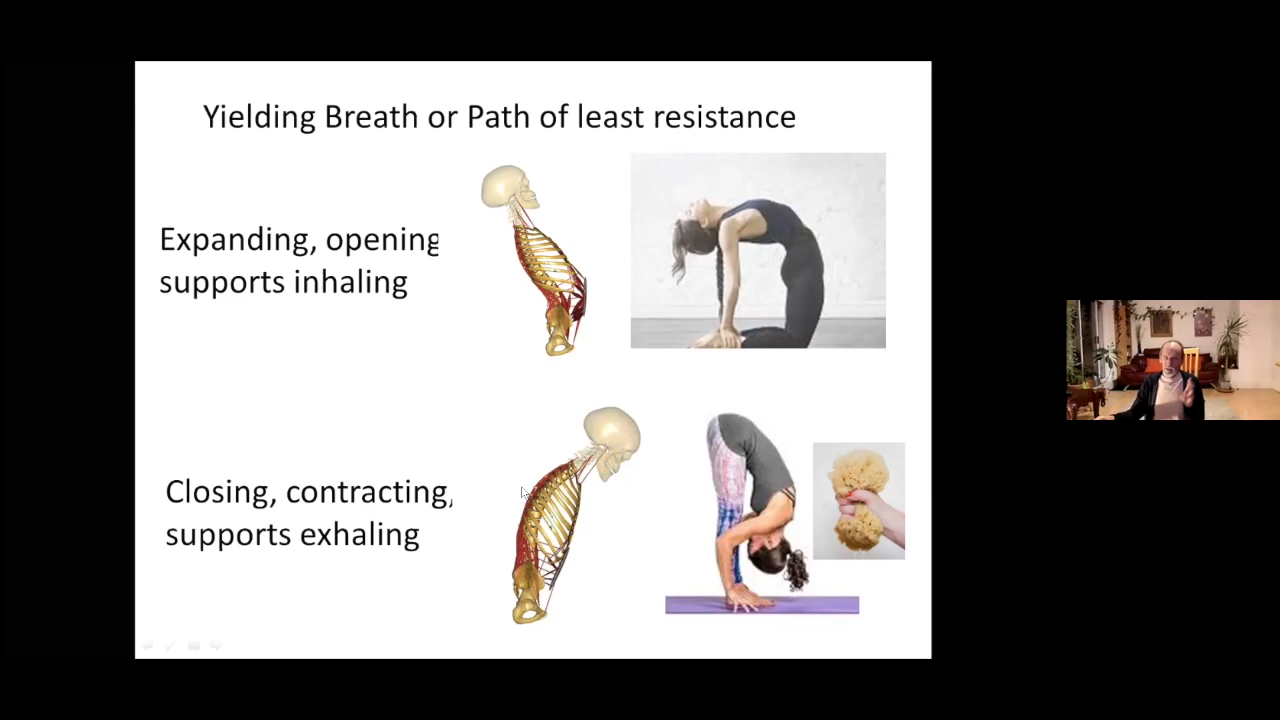 Yielding Breath or Path of least resistance
Expanding, opening
supports inhaling
Closing, contracting,
supports exhaling